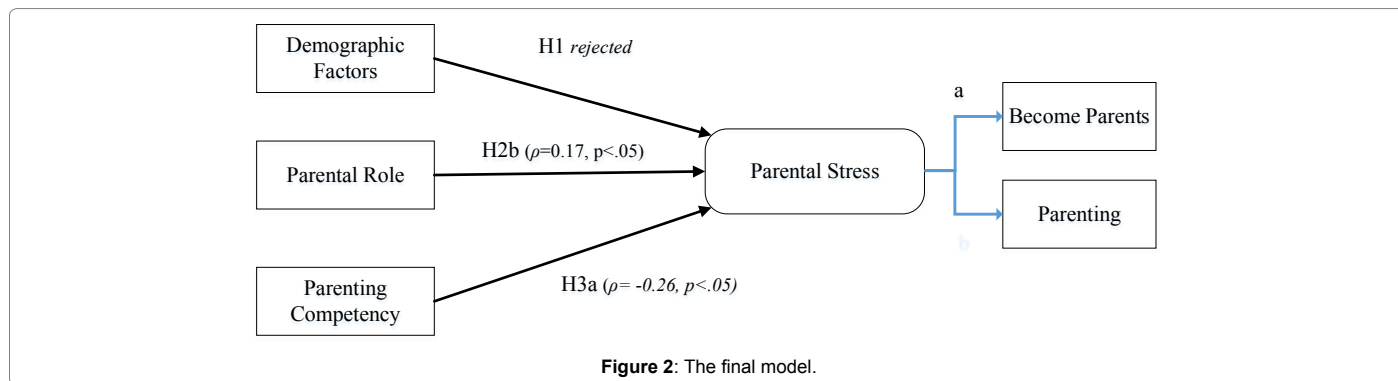 Demographic
Factors
H1 rejected
a
Become Parents
H2b (ρ=0.17, p<.05)
Parental Role
Parental Stress
Parenting
b
H3a (ρ= -0.26, p<.05)
Parenting
Competency
Figure 2: The final model.